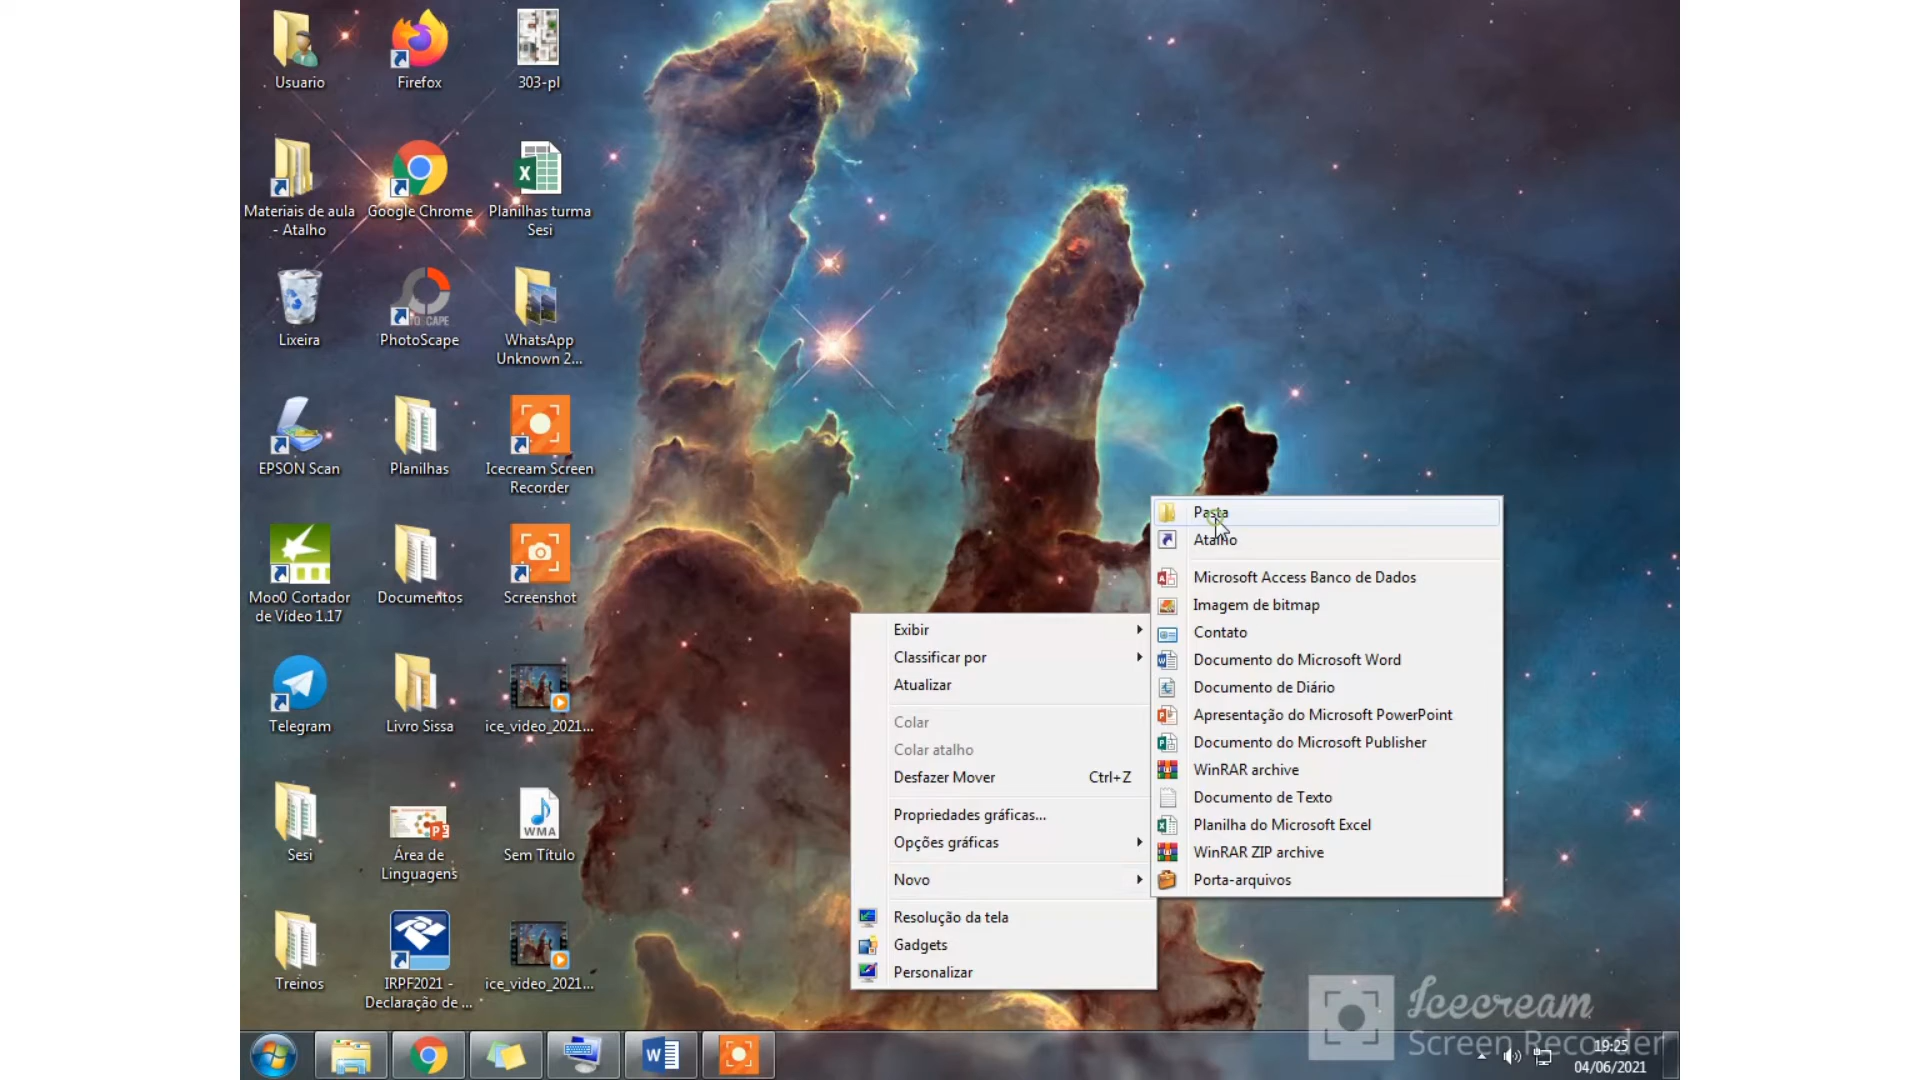 Usuario
Firefox
303-pl
Materiais de aula
- Atalho
Google Chrome
Planilhas turma
Sesi
Lixeira
PhotoScape
WhatsApp
Unknown 2...
EPSON Scan
Planilhas
Icecream Screen
Recorder
Moo0 Cortador
de Vídeo 1.17
Documentos
Screenshot
Telegram
Livro Sissa
ice_video_2021...
Sesi
Área de
Linguagens
WMA
Sem Título
Treinos
IRPF2021 -
Declaração de ...
ice_video_2021...
Exibir
Classificar por
Atualizar
Colar
Colar atalho
Desfazer Mover Ctrl+Z
Propriedades gráficas...
Opções gráficas
Novo
Resolução da tela
Gadgets
Personalizar
Pasta
Atalho
Microsoft Access Banco de Dados
Imagem de bitmap
Contato
Documento do Microsoft Word
Documento de Diário
Apresentação do Microsoft PowerPoint
Documento do Microsoft Publisher
WinRAR archive
Documento de Texto
Planilha do Microsoft Excel
WinRAR ZIP archive
Porta-arquivos
Icecream
Screen Recorder
19:25
04/06/2021